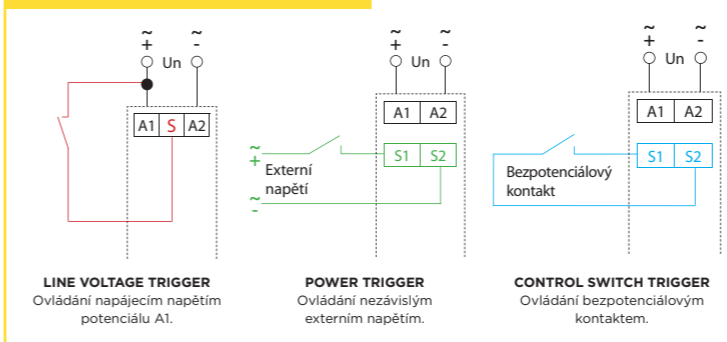 ~ ~
+ Un -
A1 S A2
LINE VOLTAGE TRIGGER
Ovládání napájecím napětím
potenciálu A1.
~ ~
+ Un -
A1 A2
S1 S2
~
+
Externí
napětí
~
-
POWER TRIGGER
Ovládání nezávislým
externím napětím.
~ ~
+ Un -
A1 A2
S1 S2
Bezpotenciálový
kontakt
CONTROL SWITCH TRIGGER
Ovládání bezpotenciálovým
kontaktem.